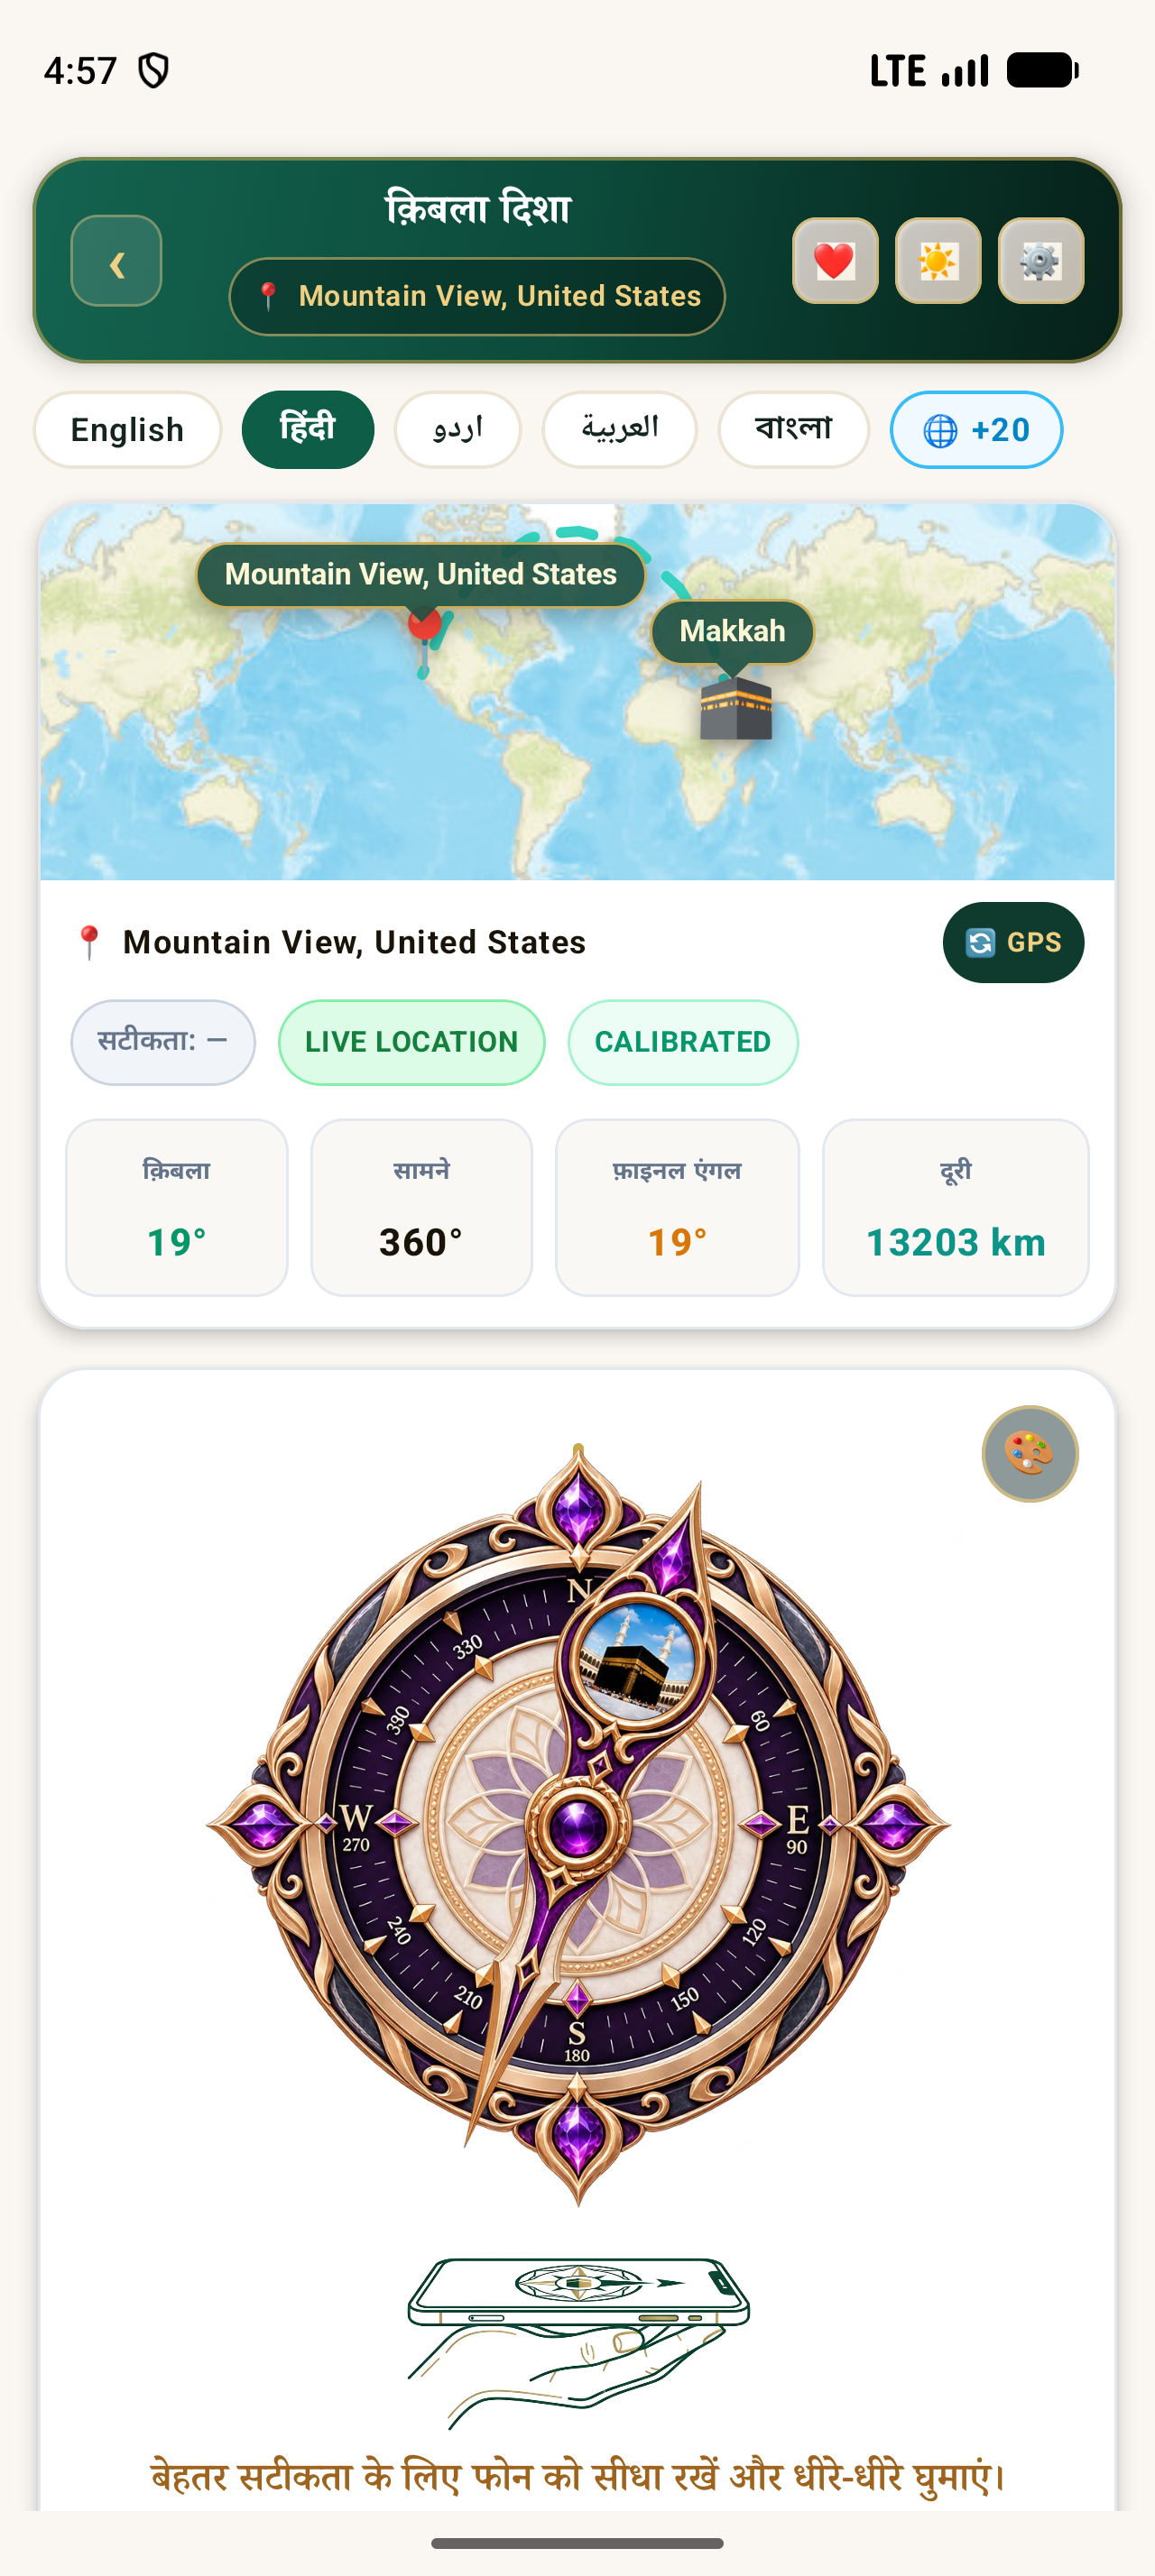 4:57
LTE
क़िबला दिशा
Mountain View, United States
English
हिंदी
اردو
العربية
বাংলা
+20
Mountain View, United States
Makkah
Mountain View, United States
GPS
सटीकता: —
LIVE LOCATION
CALIBRATED
क़िबला
सामने
फ़ाइनल एंगल
दूरी
19°
360°
19°
13203 km
N
330
60
330
W
270
E
90
240
120
210
150
S
180
बेहतर सटीकता के लिए फोन को सीधा रखें और धीरे-धीरे घुमाएं।